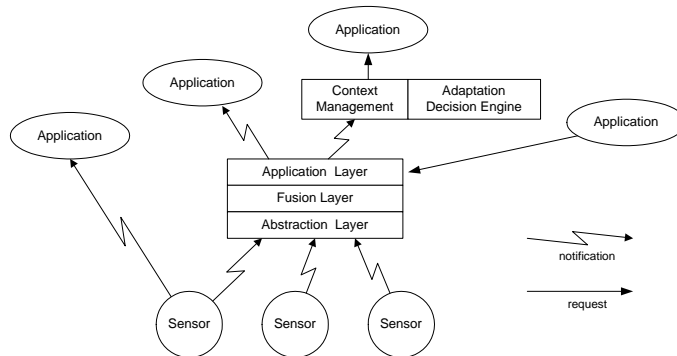 Application
Application
Context
Management
Adaptation
Decision Engine
Application
Application
Application Layer
Fusion Layer
Abstraction Layer
notification
request
Sensor
Sensor
Sensor